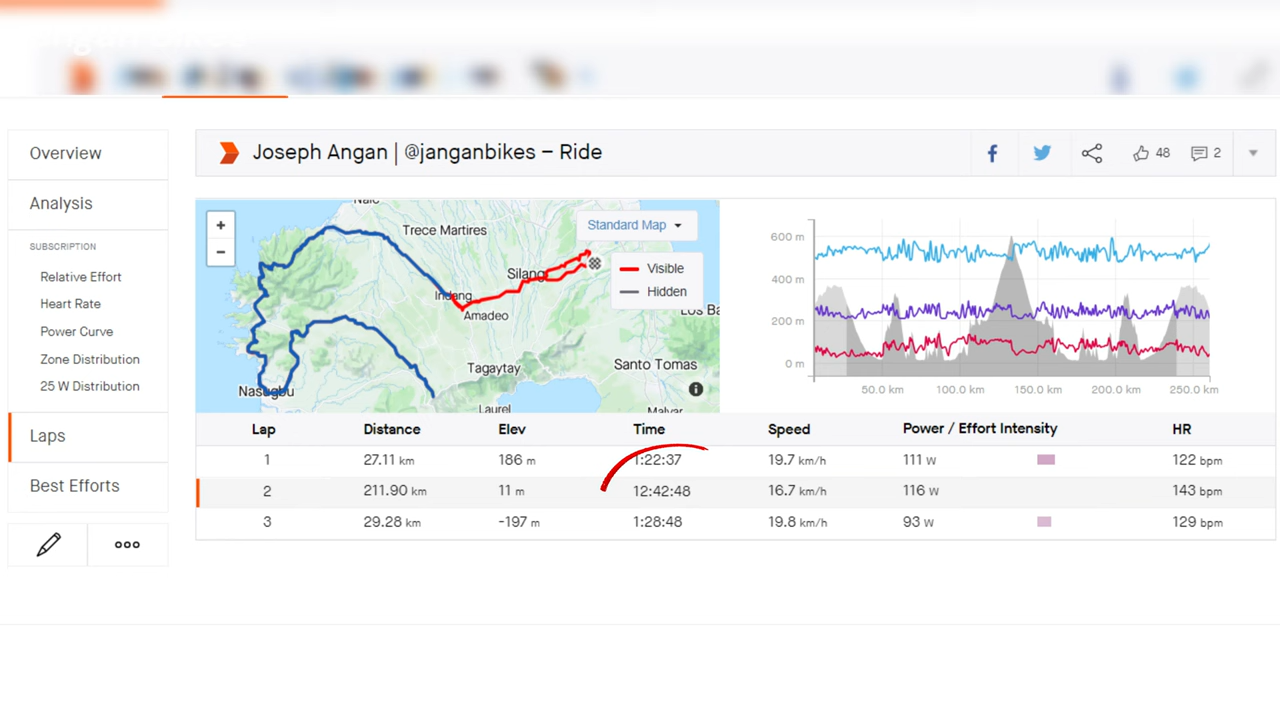 Overview
Analysis
SUBSCRIPTION
Relative Effort
Heart Rate
Power Curve
Zone Distribution
25 W Distribution
Laps
Best Efforts
Joseph Angan | @janganbikes – Ride
48
2
+
−
Naic
Trece Martires
Silang
Indang
Amadeo
Tagaytay
Nasugbu
Laurel
Santo Tomas
Los Ba
Malvar
Standard Map
Visible
Hidden
600 m
400 m
200 m
0 m
50.0 km 100.0 km 150.0 km 200.0 km 250.0 km
Lap Distance Elev Time Speed Power / Effort Intensity HR
1 27.11 km 186 m 1:22:37 19.7 km/h 111 W 122 bpm
2 211.90 km 11 m 12:42:48 16.7 km/h 116 W 143 bpm
3 29.28 km -197 m 1:28:48 19.8 km/h 93 W 129 bpm